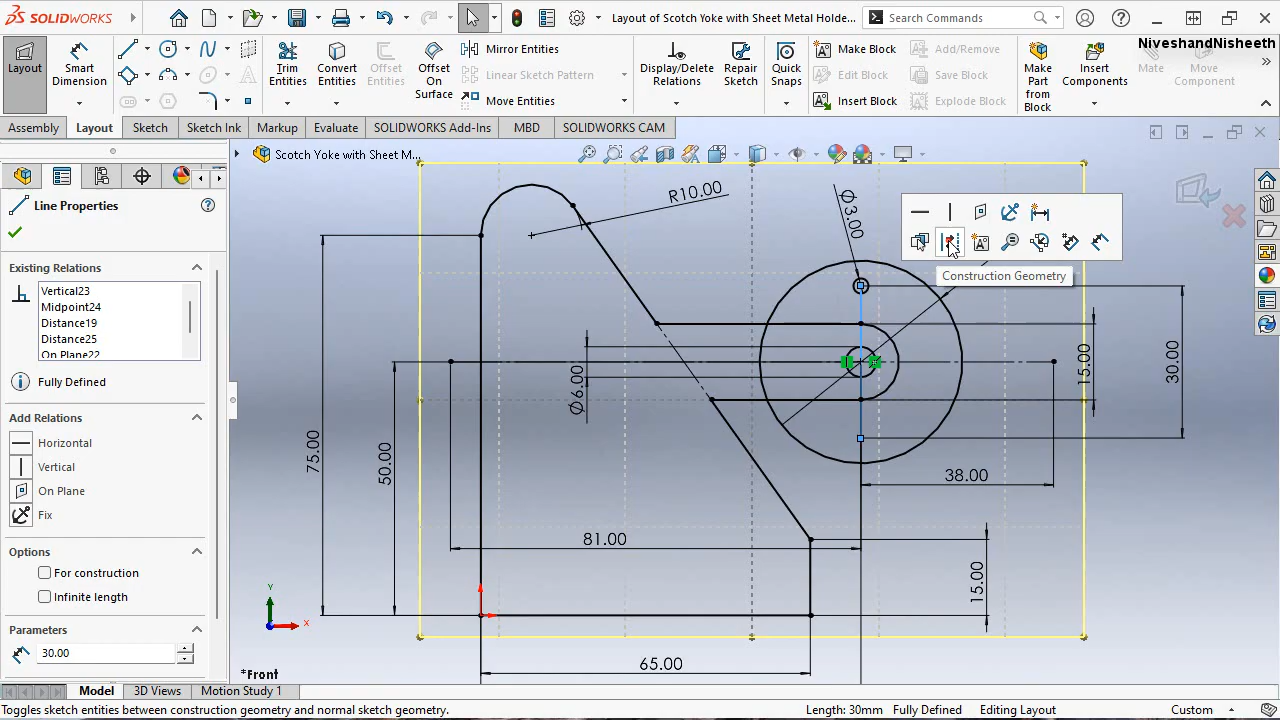 SOLIDWORKS
Layout of Scotch Yoke with Sheet Metal Holde...
Search Commands
NiveshandNisheeth
Layout
Smart Dimension
Trim Entities
Convert Entities
Offset Entities
Offset On Surface
Mirror Entities
Linear Sketch Pattern
Move Entities
Display/Delete Relations
Repair Sketch
Quick Snaps
Make Block
Edit Block
Insert Block
Add/Remove
Save Block
Explode Block
Make Part from Block
Insert Components
Mate
Move Component
Assembly
Layout
Sketch
Sketch Ink
Markup
Evaluate
SOLIDWORKS Add-Ins
MBD
SOLIDWORKS CAM
Scotch Yoke with Sheet M...
Line Properties
Existing Relations
Vertical23
Midpoint24
Distance19
Distance25
On Plane22
Fully Defined
Add Relations
Horizontal
Vertical
On Plane
Fix
Options
For construction
Infinite length
Parameters
30.00
R10.00
Ø3.00
Construction Geometry
Ø6.00
15.00
30.00
75.00
50.00
38.00
81.00
15.00
65.00
Y
X
*Front
Model
3D Views
Motion Study 1
Toggles sketch entities between construction geometry and normal sketch geometry.
Length: 30mm
Fully Defined
Editing Layout
Custom